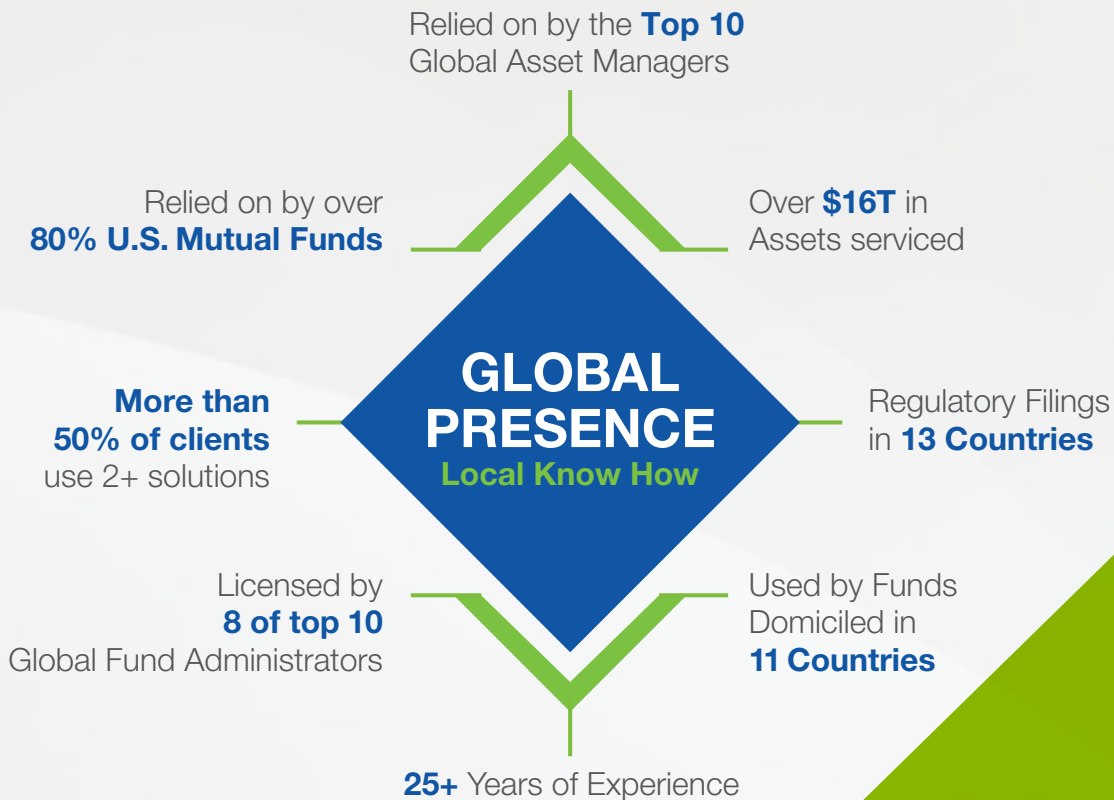 Relied on by the Top 10
Global Asset Managers
Relied on by over
80% U.S. Mutual Funds
Over $16T in
Assets serviced
More than
50% of clients
use 2+ solutions
GLOBAL
PRESENCE
Local Know How
Regulatory Filings
in 13 Countries
Licensed by
8 of top 10
Global Fund Administrators
Used by Funds
Domiciled in
11 Countries
25+ Years of Experience